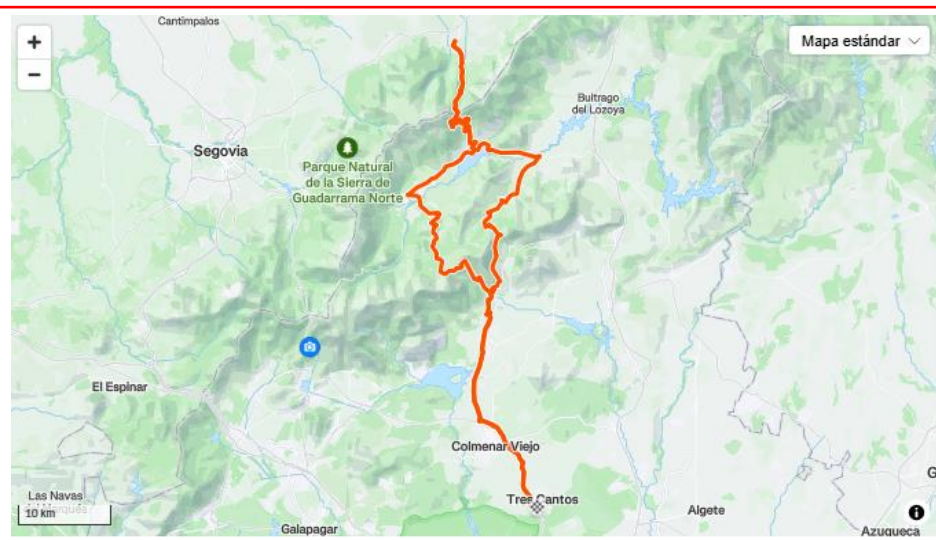 Cantimpalos
+
−
Mapa estándar
Buitrago
del Lozoya
Segovia
Parque Natural
de la Sierra de
Guadarrama Norte
El Espinar
Colmenar Viejo
Las Navas
10 km
Tres Cantos
Algete
G
Galapagar
Azuqueca